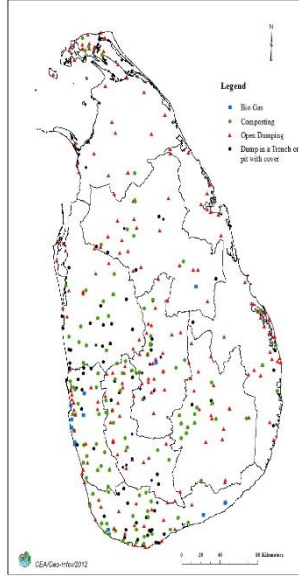 N
Legend
Bio Gas
Composting
Open Dumping
Dump in a Trench or
pit with cover
CEA/Geo-Infor/2012
0 20 40 80 Kilometers